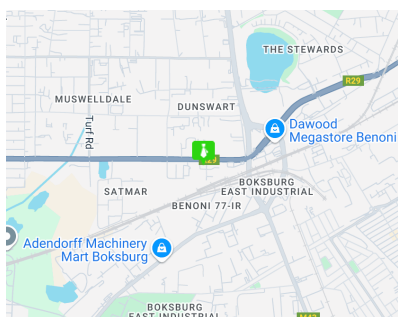 THE STEWARDS
R29
MUSWELLDALE
DUNSWART
Turf Rd
Dawood
Megastore Benoni
SATMAR
BOKSBURG
EAST INDUSTRIAL
BENONI 77-IR
Adendorff Machinery
Mart Boksburg
BOKSBURG
EAST INDUSTRIAL